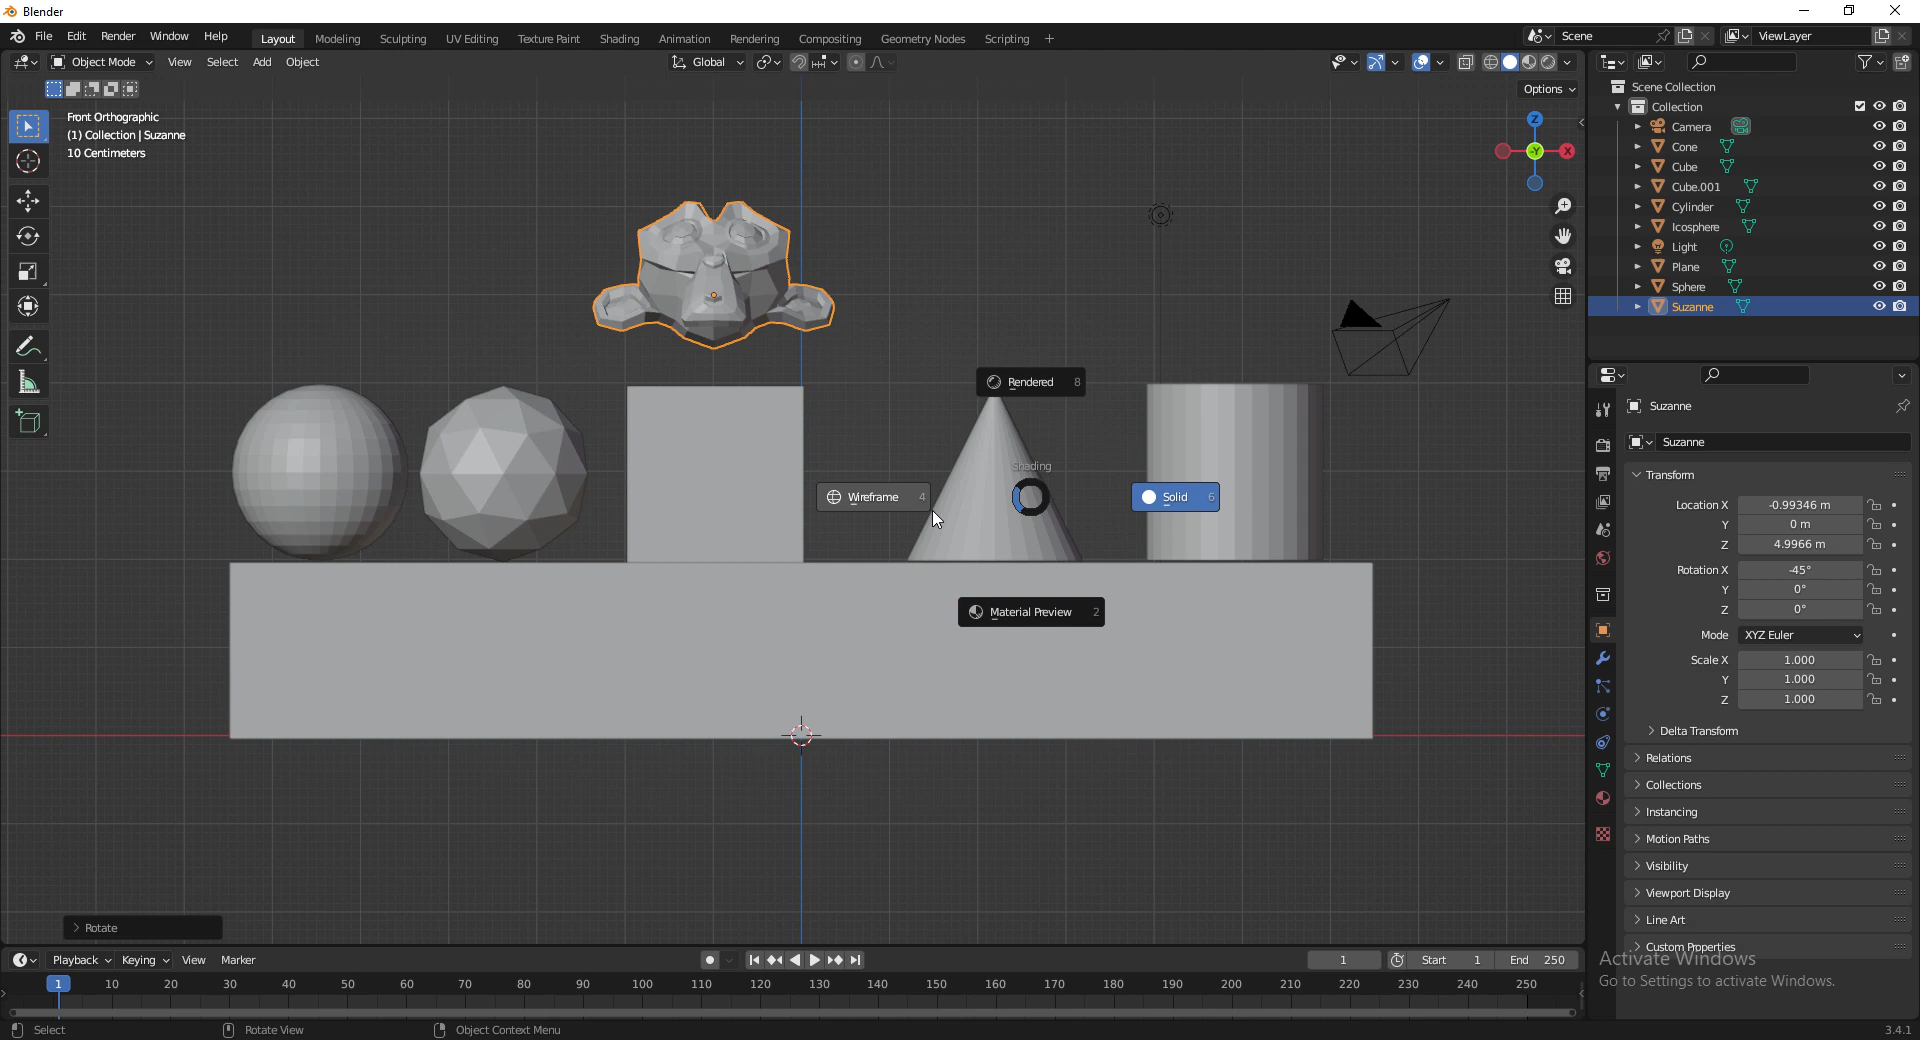 Blender
File Edit Render Window Help Layout Modeling Sculpting UV Editing Texture Paint Shading Animation Rendering Compositing Geometry Nodes Scripting + Scene ViewLayer
Object Mode View Select Add Object Global
Options
Front Orthographic
(1) Collection | Suzanne
10 Centimeters
Z
-Y
X
Rendered 8
Shading
Wireframe 4
Solid 6
Material Preview 2
Rotate
Scene Collection
Collection
Camera
Cone
Cube
Cube.001
Cylinder
Icosphere
Light
Plane
Sphere
Suzanne
Suzanne
Suzanne
Transform
Location X -0.99346 m
Y 0 m
Z 4.9966 m
Rotation X -45°
Y 0°
Z 0°
Mode XYZ Euler
Scale X 1.000
Y 1.000
Z 1.000
Delta Transform
Relations
Collections
Instancing
Motion Paths
Visibility
Viewport Display
Line Art
Custom Properties
Activate Windows
Go to Settings to activate Windows.
Playback Keying View Marker 1 Start 1 End 250
1 10 20 30 40 50 60 70 80 90 100 110 120 130 140 150 160 170 180 190 200 210 220 230 240 250
Select Rotate View Object Context Menu 3.4.1